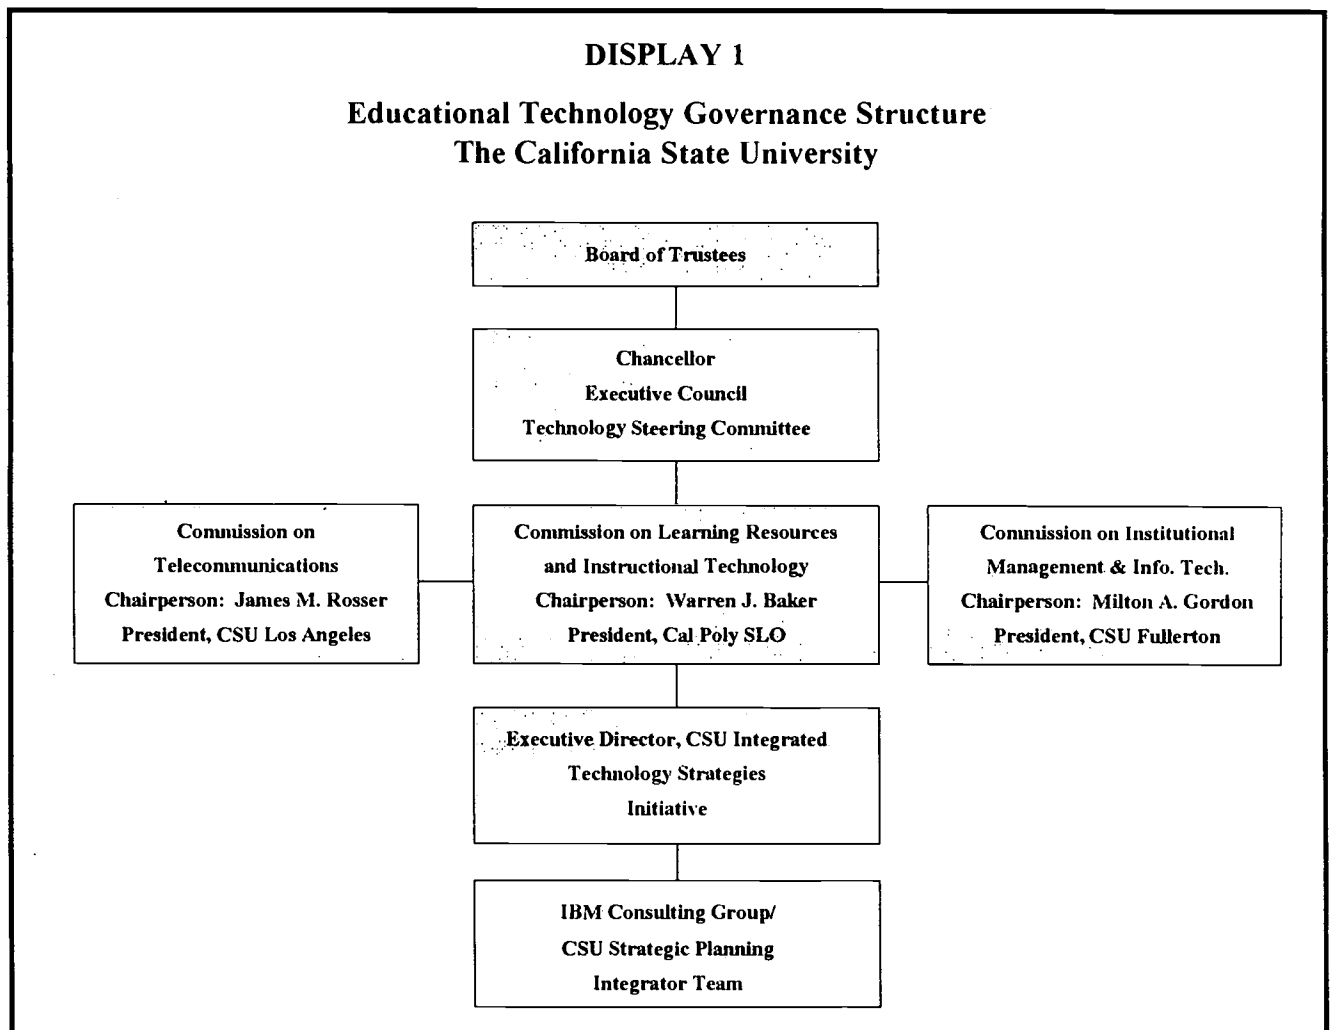 DISPLAY 1
Educational Technology Governance Structure
The California State University
Board of Trustees
Chancellor
Executive Council
Technology Steering Committee
Commission on
Telecommunications
Chairperson: James M. Rosser
President, CSU Los Angeles
Commission on Learning Resources
and Instructional Technology
Chairperson: Warren J. Baker
President, Cal Poly SLO
Commission on Institutional
Management & Info. Tech.
Chairperson: Milton A. Gordon
President, CSU Fullerton
Executive Director, CSU Integrated
Technology Strategies
Initiative
IBM Consulting Group/
CSU Strategic Planning
Integrator Team